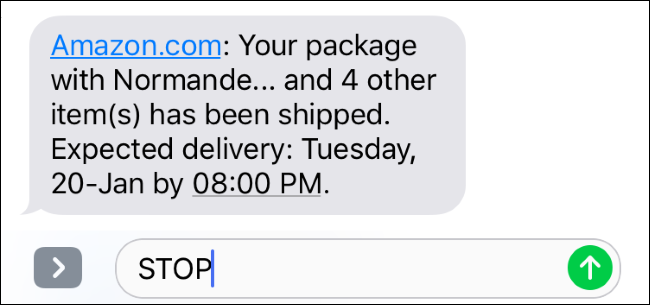 Amazon.com: Your package
with Normande... and 4 other
item(s) has been shipped.
Expected delivery: Tuesday,
20-Jan by 08:00 PM.
STOP